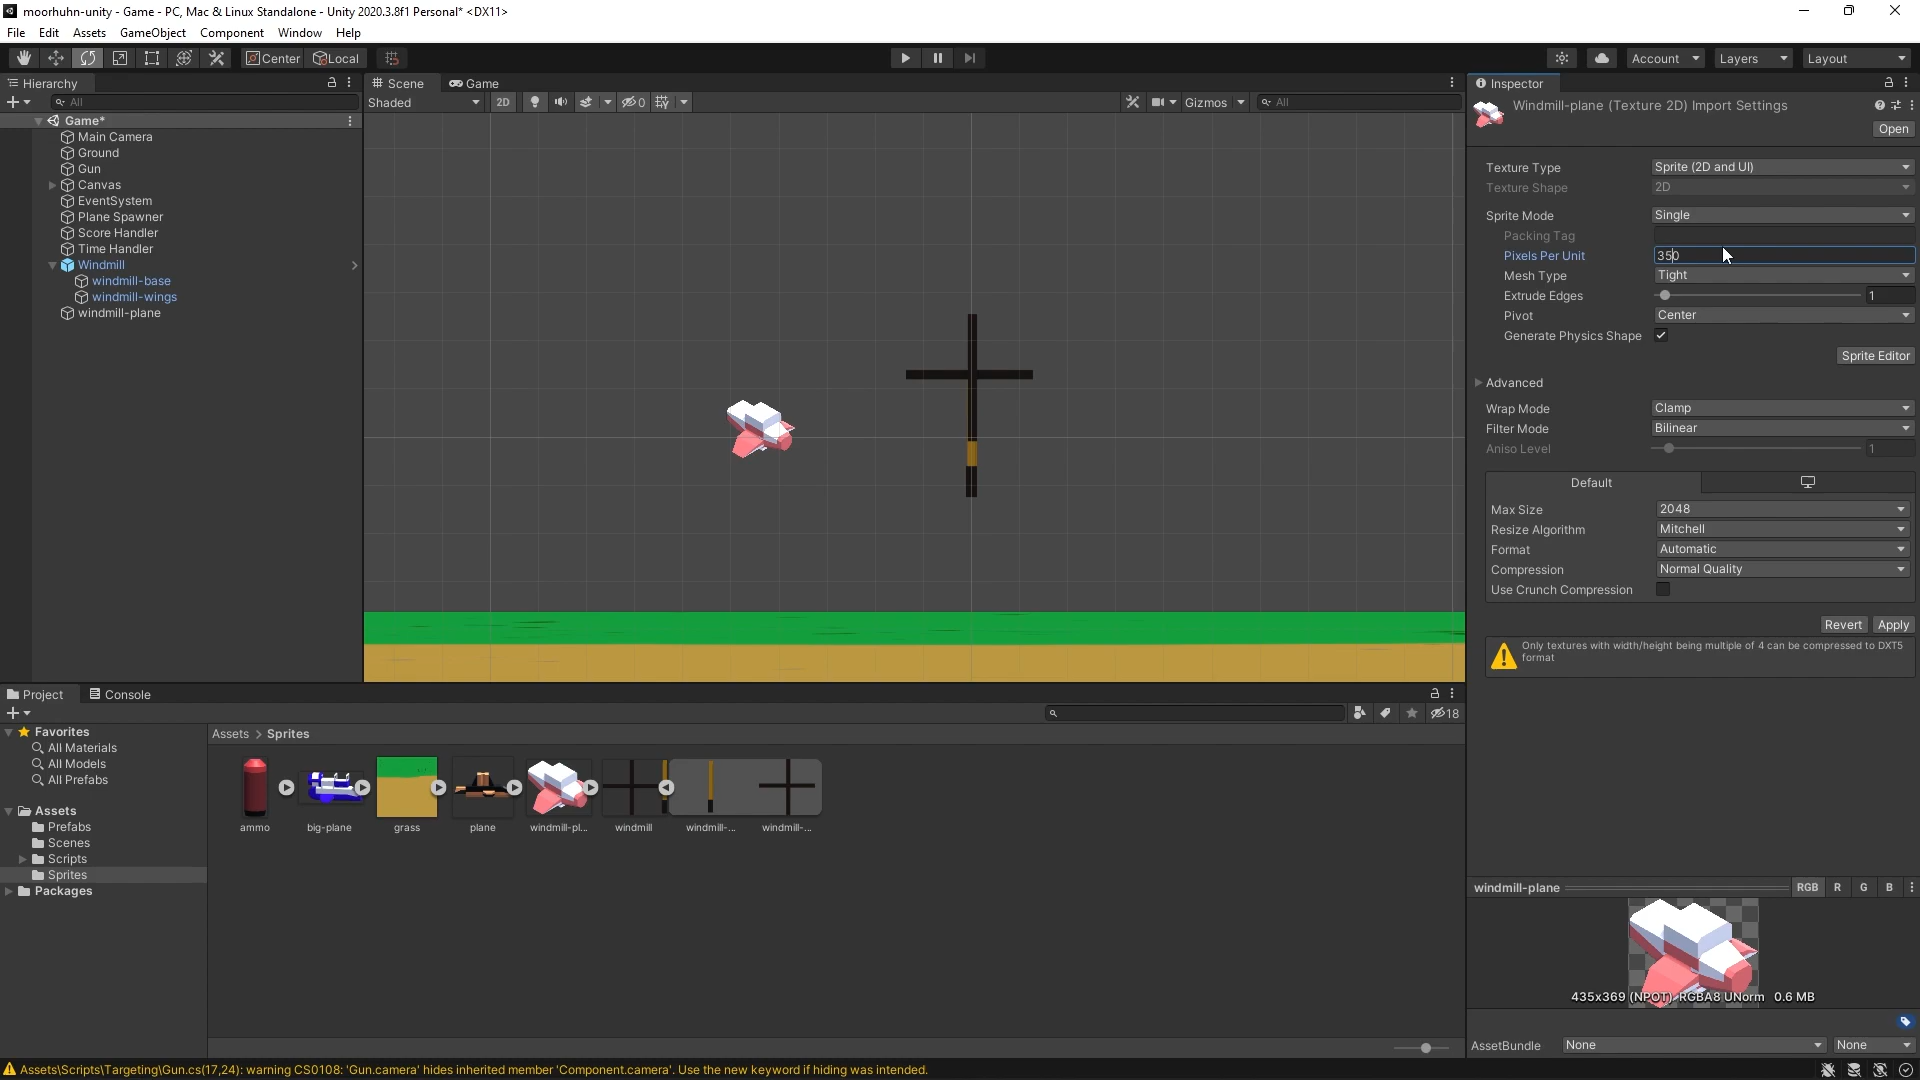 moorhuhn-unity - Game - PC, Mac & Linux Standalone - Unity 2020.3.8f1 Personal* <DX11>
File Edit Assets GameObject Component Window Help
Center Local Account Layers Layout
Hierarchy
All
Game*
Main Camera
Ground
Gun
Canvas
EventSystem
Plane Spawner
Score Handler
Time Handler
Windmill
windmill-base
windmill-wings
windmill-plane
Scene Game
Shaded 2D 0 Gizmos All
Inspector
Windmill-plane (Texture 2D) Import Settings
Open
Texture Type Sprite (2D and UI)
Texture Shape 2D
Sprite Mode Single
Packing Tag
Pixels Per Unit 350
Mesh Type Tight
Extrude Edges 1
Pivot Center
Generate Physics Shape
Sprite Editor
Advanced
Wrap Mode Clamp
Filter Mode Bilinear
Aniso Level 1
Default
Max Size 2048
Resize Algorithm Mitchell
Format Automatic
Compression Normal Quality
Use Crunch Compression
Revert Apply
Only textures with width/height being multiple of 4 can be compressed to DXT5
format
windmill-plane RGB R G B
435x369 (NPOT) RGBA8 UNorm 0.6 MB
AssetBundle None None
Project Console
18
Favorites
All Materials
All Models
All Prefabs
Assets
Prefabs
Scenes
Scripts
Sprites
Packages
Assets > Sprites
ammo big-plane grass plane windmill-pl... windmill windmill-... windmill-...
Assets\Scripts\Targeting\Gun.cs(17,24): warning CS0108: 'Gun.camera' hides inherited member 'Component.camera'. Use the new keyword if hiding was intended.